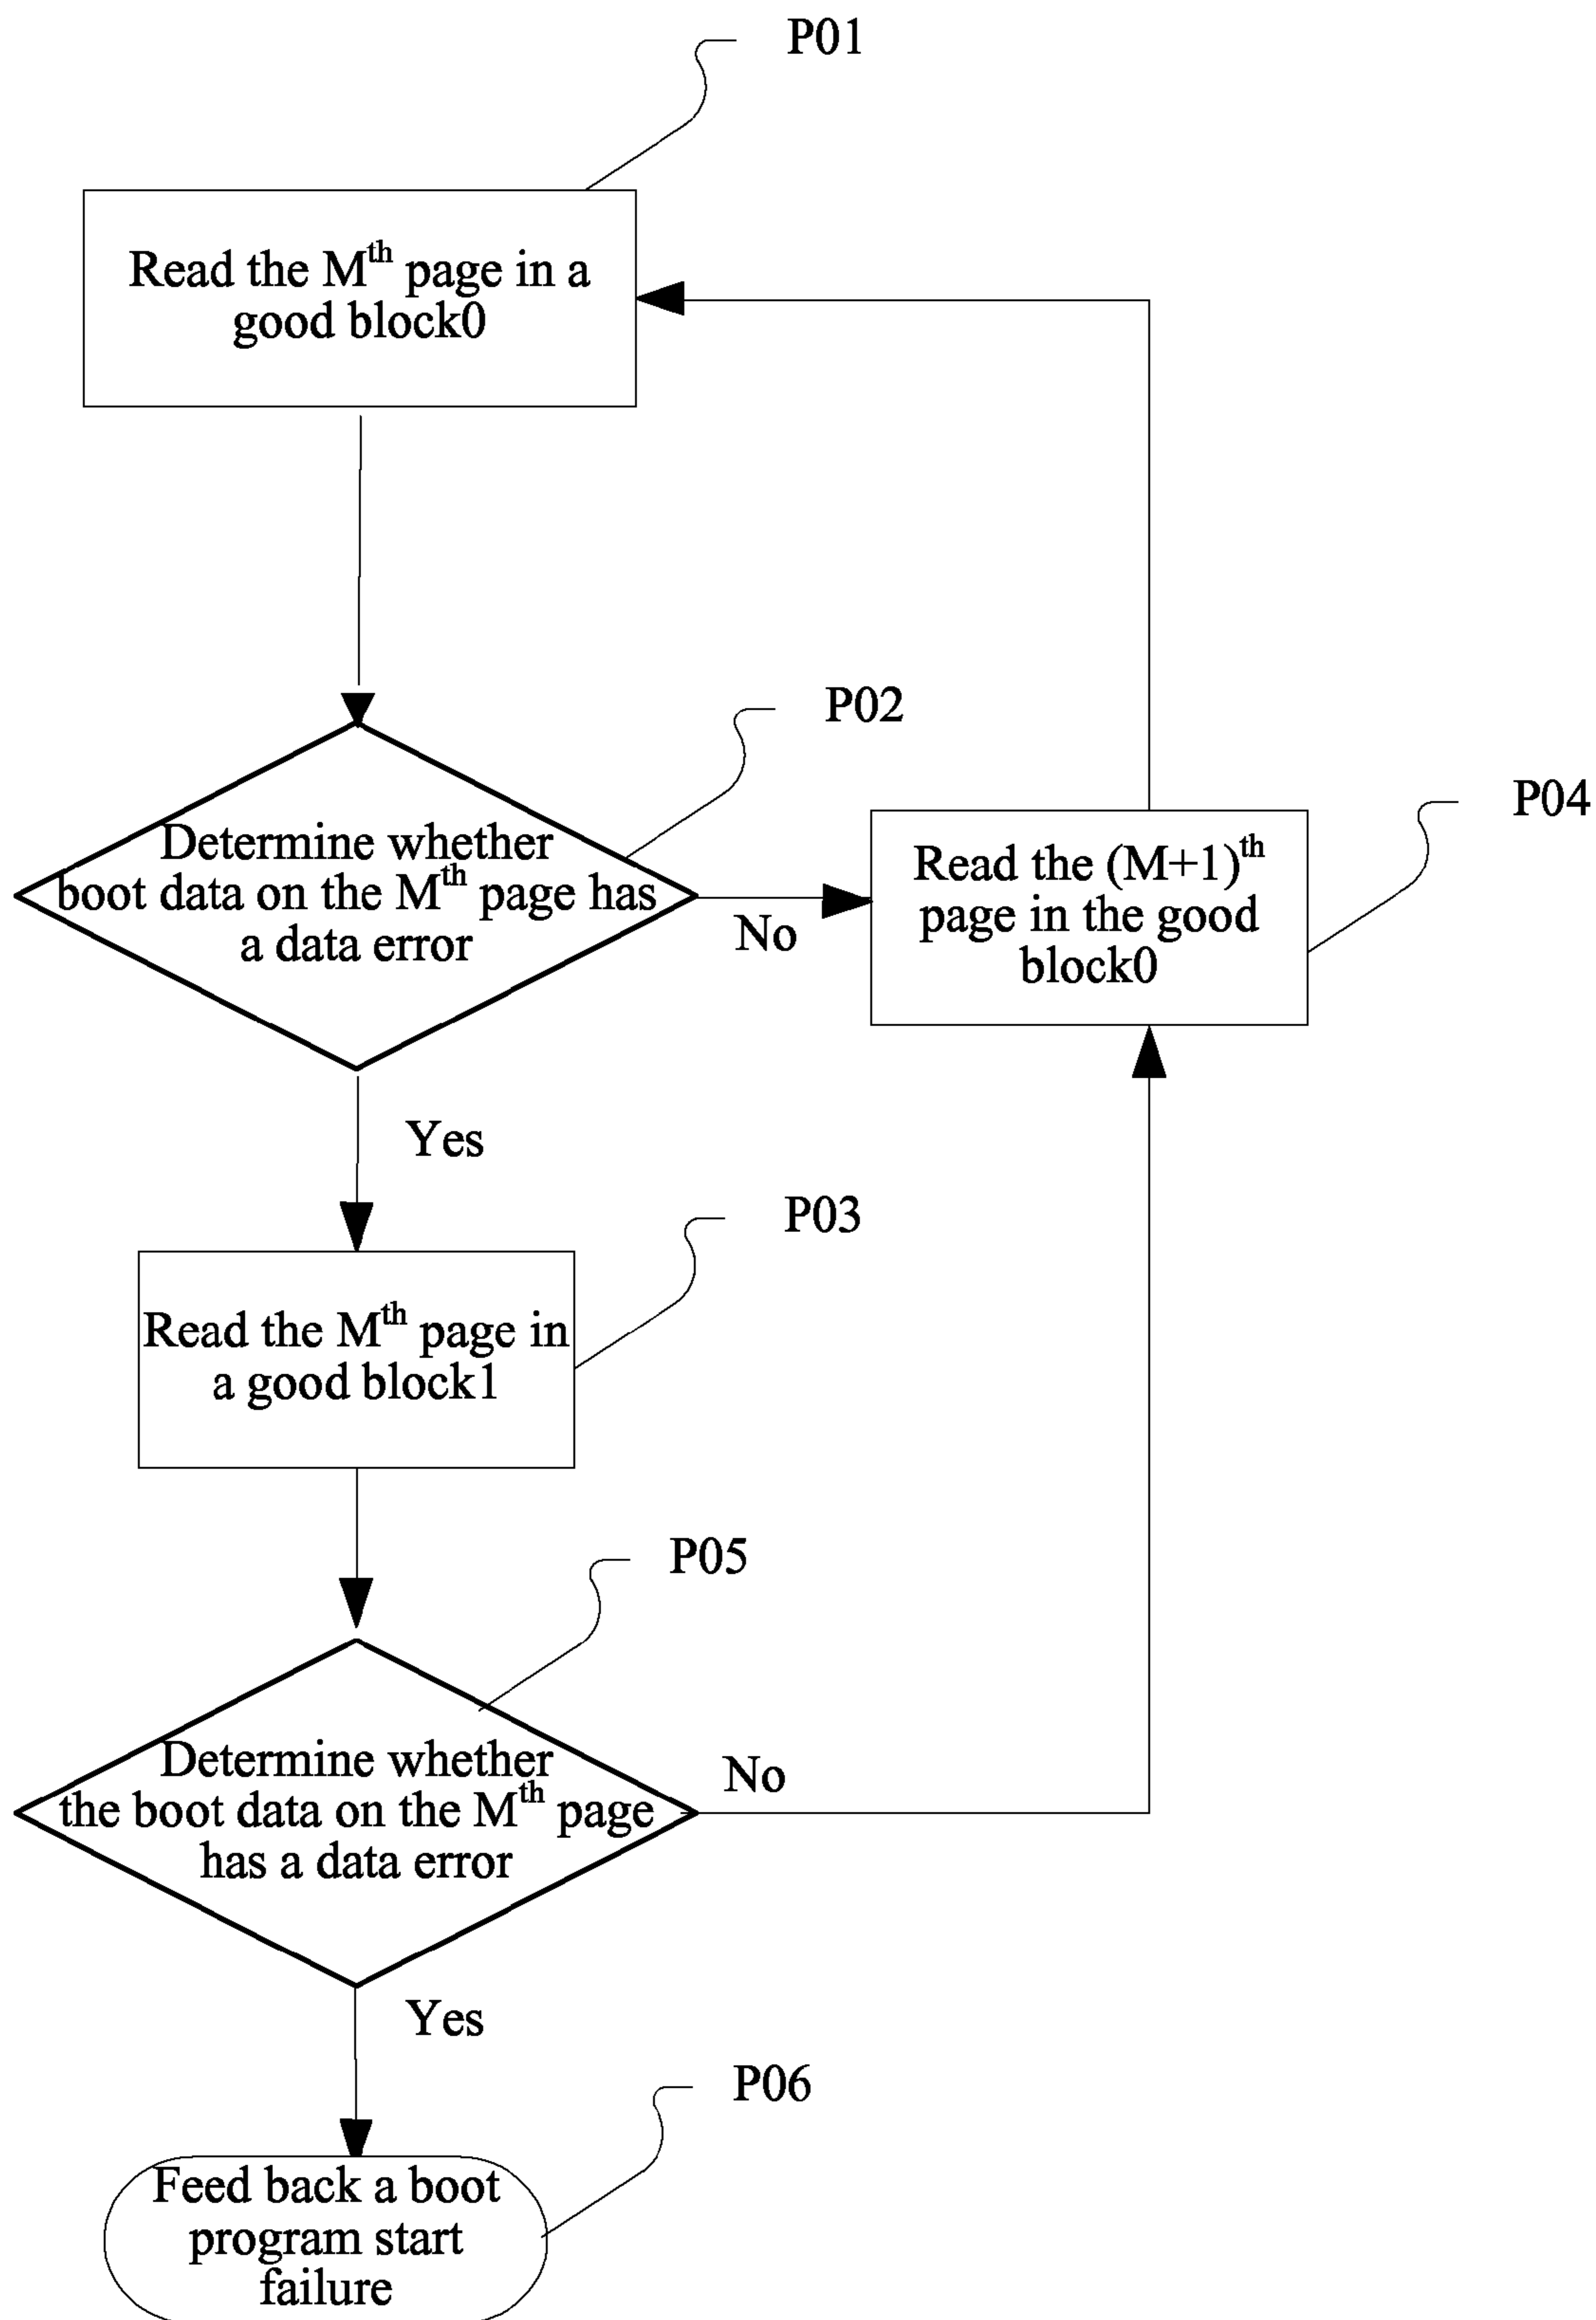 P01
Read the Mth page in a
good block0
P02
Determine whether
boot data on the Mth page has
a data error
No
P04
Read the (M+1)th
page in the good
block0
Yes
P03
Read the Mth page in
a good block1
P05
Determine whether
the boot data on the Mth page
has a data error
No
Yes
P06
Feed back a boot
program start
failure